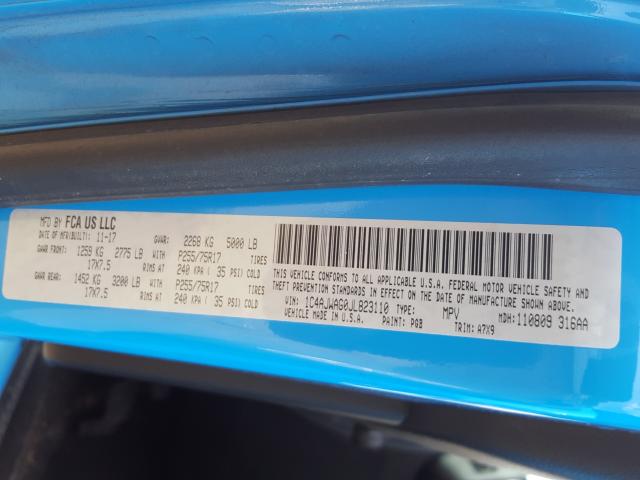 MFD BY FCA US LLC
DATE OF MFR(BUILT): 11-17 GVWR: 2268 KG 5000 LB
GAWR FRONT: 1259 KG 2775 LB WITH P255/75R17 TIRES
17X7.5 RIMS AT 240 KPA ( 35 PSI) COLD
GAWR REAR: 1452 KG 3200 LB WITH P255/75R17 TIRES
17X7.5 RIMS AT 240 KPA ( 35 PSI) COLD
THIS VEHICLE CONFORMS TO ALL APPLICABLE U.S.A. FEDERAL MOTOR VEHICLE SAFETY AND
THEFT PREVENTION STANDARDS IN EFFECT ON THE DATE OF MANUFACTURE SHOWN ABOVE.
VIN: 1C4AJWAG0JL823110 TYPE: MPV MDH: 110809 316AA
VEHICLE MADE IN U.S.A. PAINT: PQB TRIM: A7X9